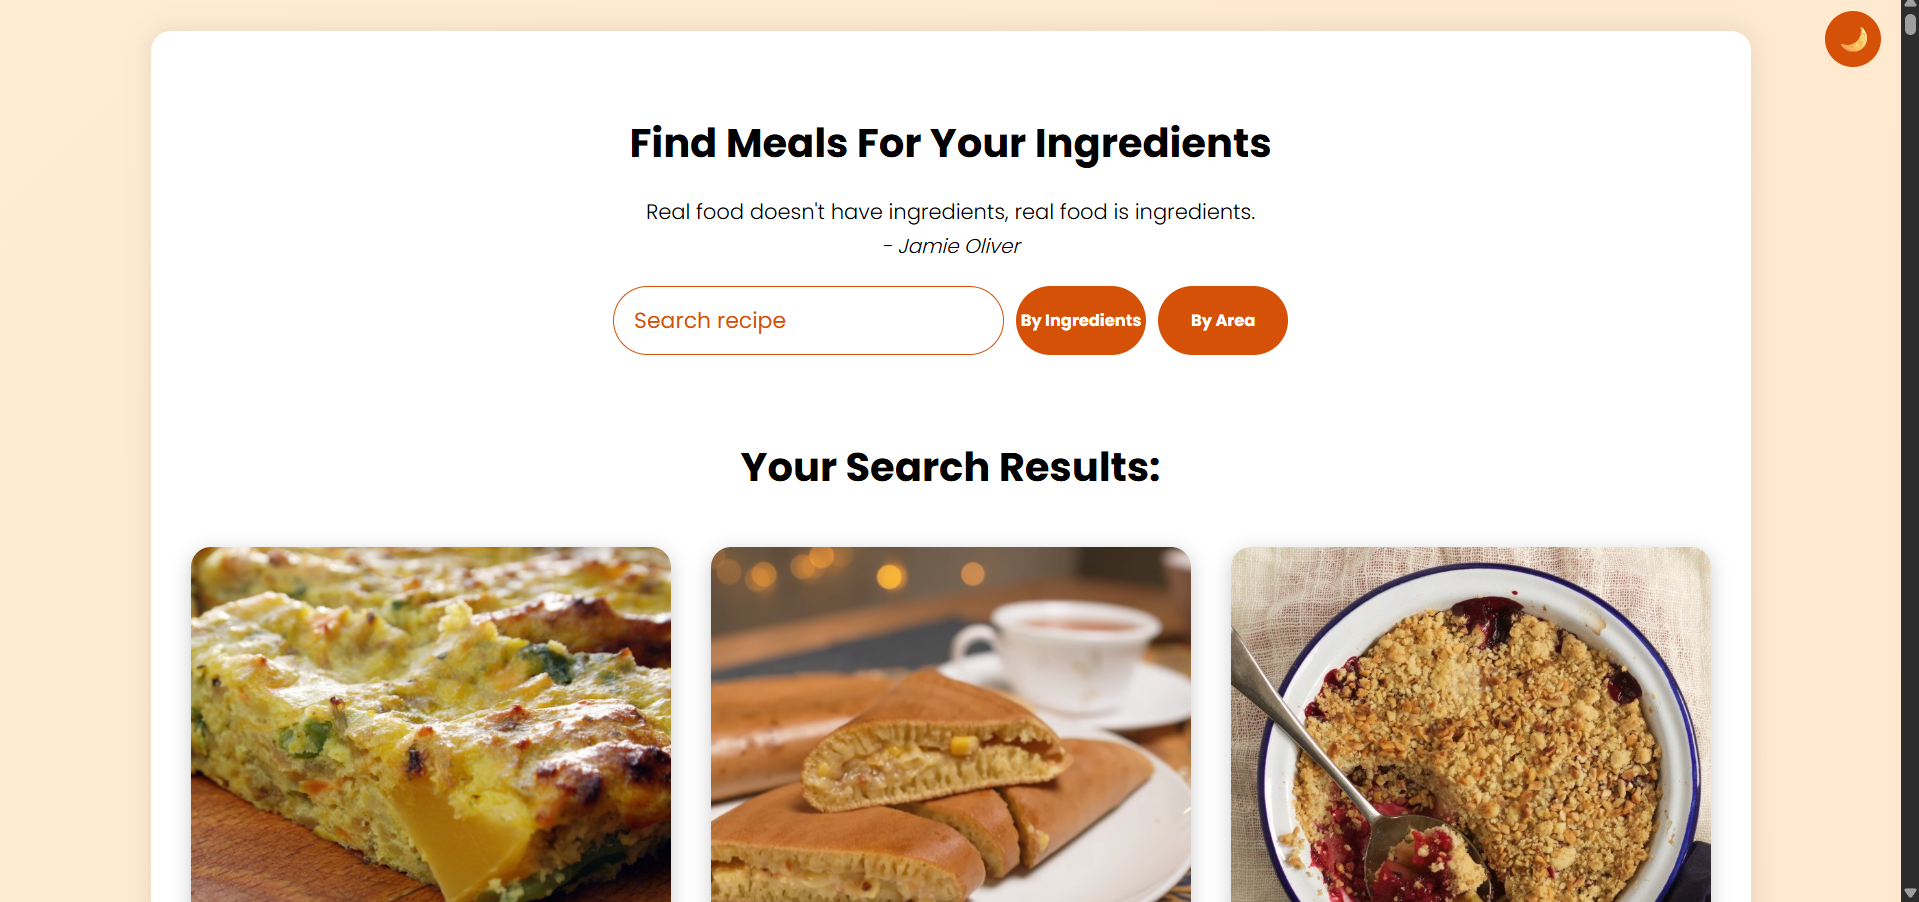 Find Meals For Your Ingredients
Real food doesn't have ingredients, real food is ingredients.
- Jamie Oliver
Search recipe
By Ingredients
By Area
Your Search Results: